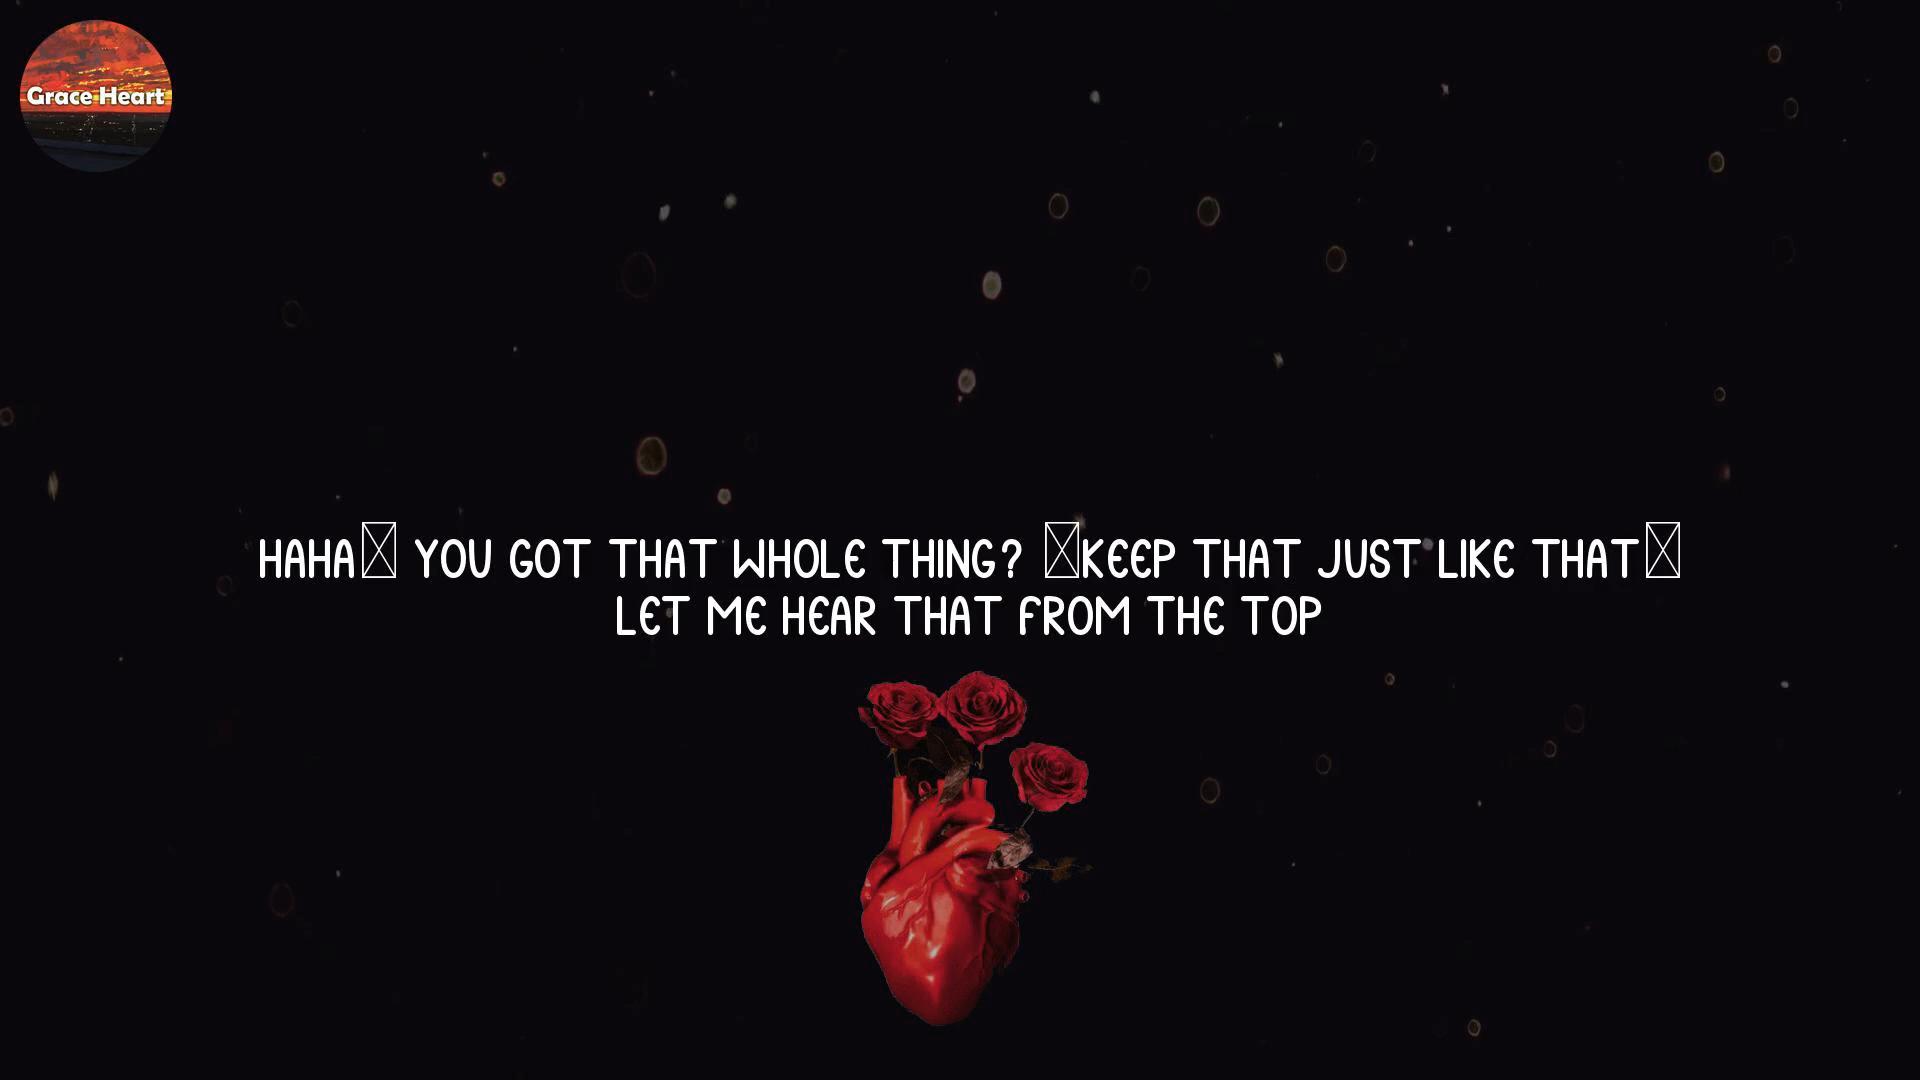 Grace Heart
HAHA☒ YOU GOT THAT WHOLE THING? ☒KEEP THAT JUST LIKE THAT☒
LET ME HEAR THAT FROM THE TOP